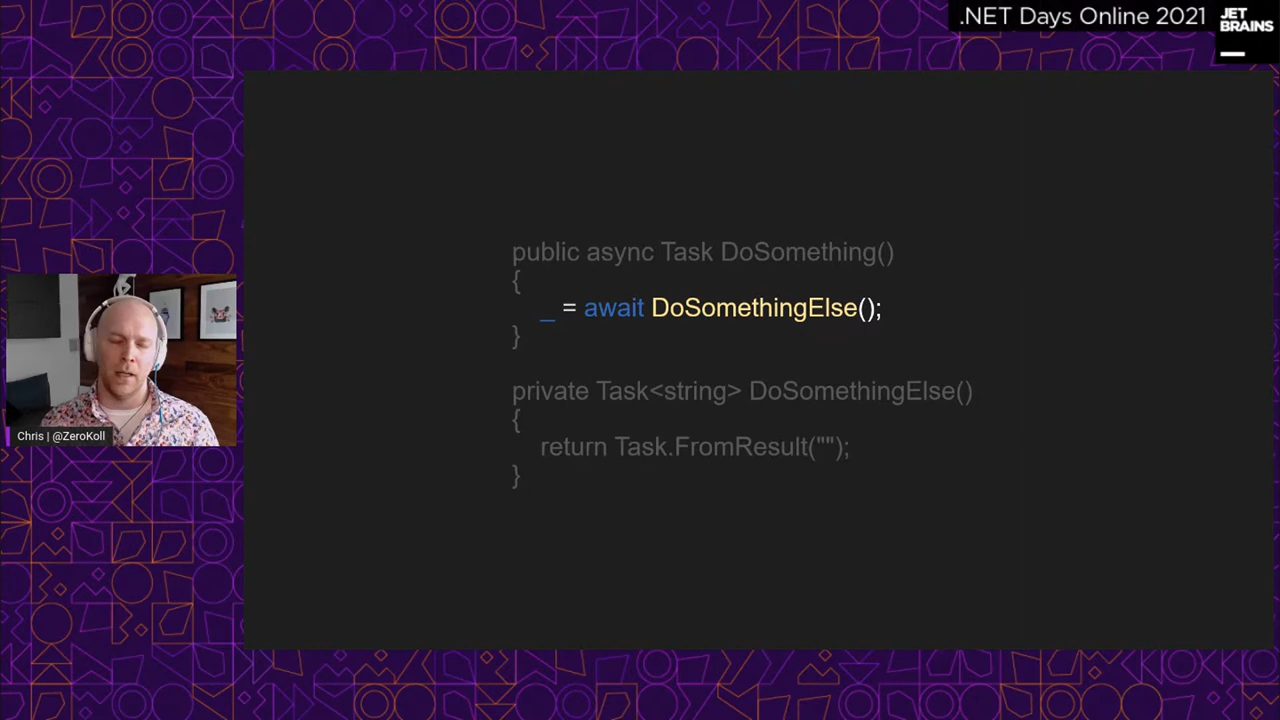 .NET Days Online 2021
JET
BRAINS
public async Task DoSomething()
{
_ = await DoSomethingElse();
}
private Task<string> DoSomethingElse()
{
return Task.FromResult("");
}
Chris | @ZeroKoll